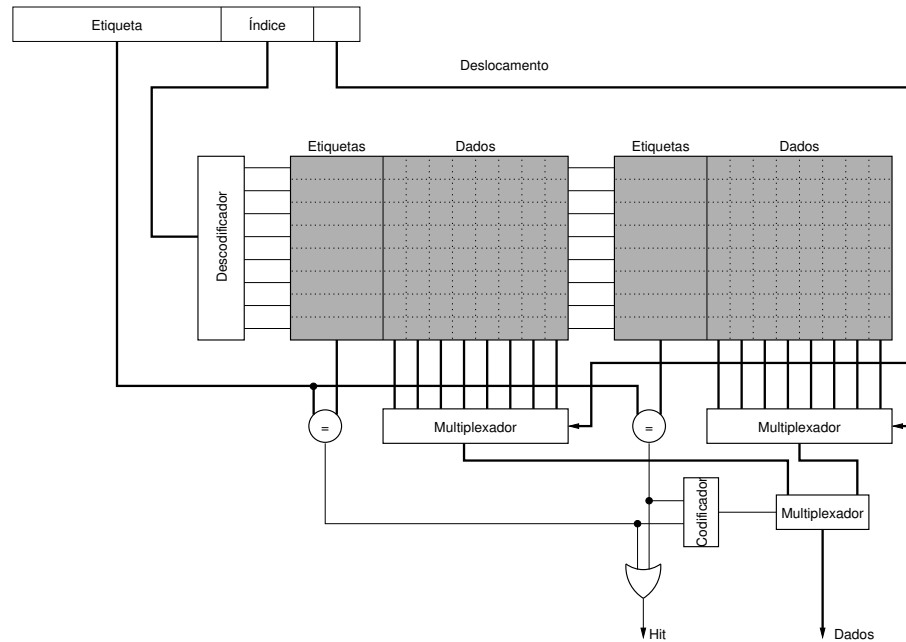 Etiqueta
Índice
Deslocamento
Etiquetas
Dados
Etiquetas
Dados
Descodificador
=
Multiplexador
=
Multiplexador
Codificador
Multiplexador
Hit
Dados